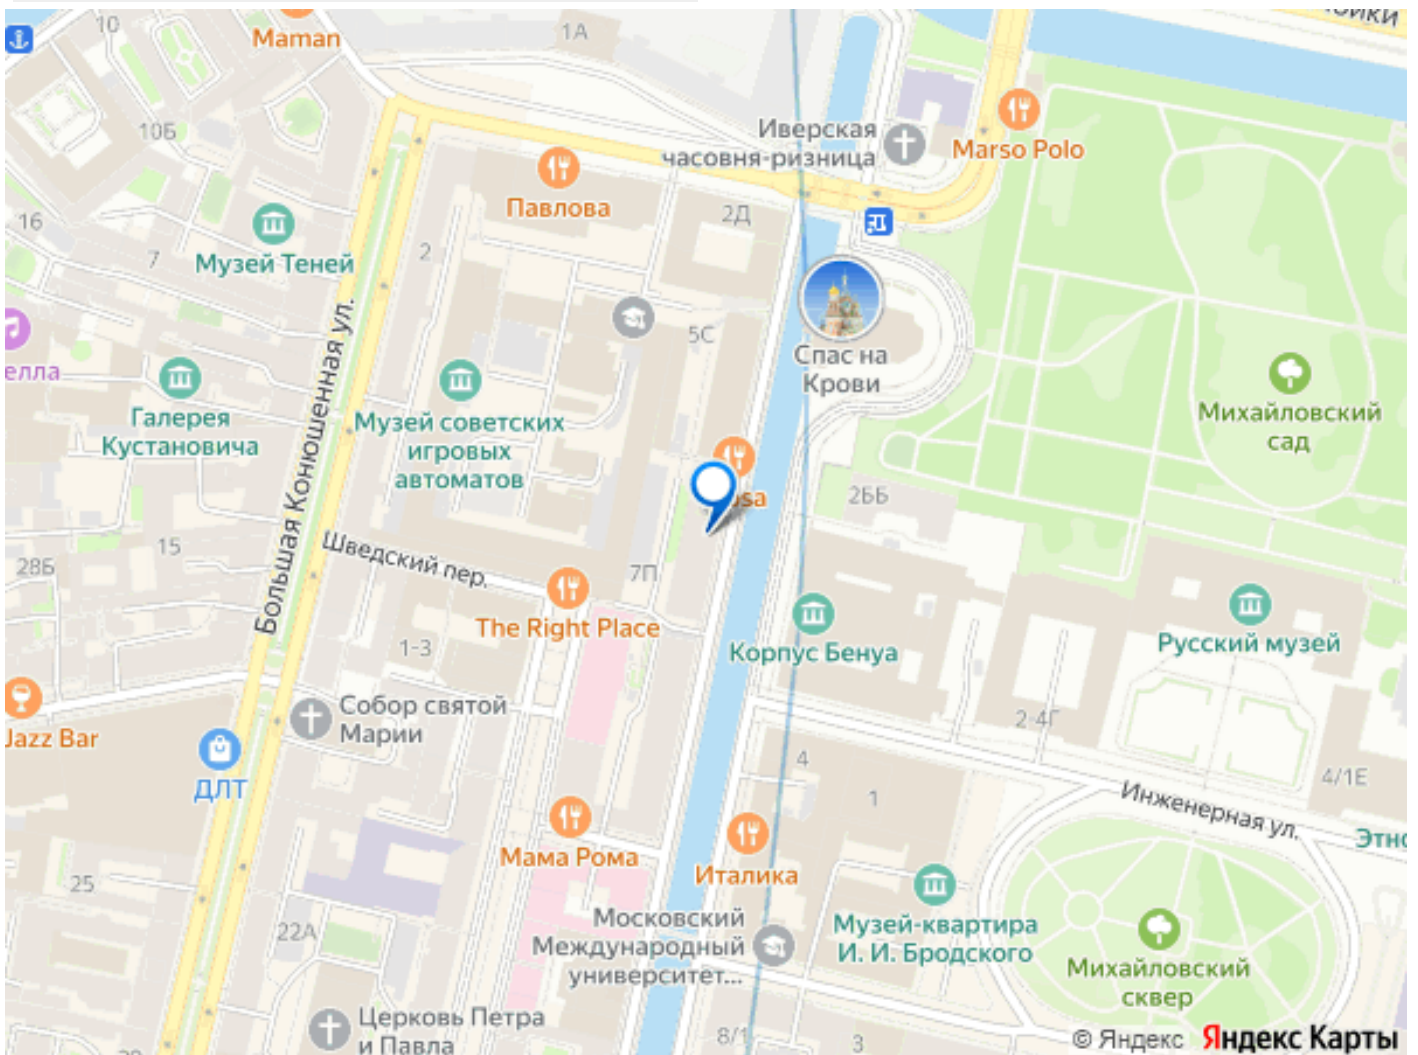 10
Maman
1А
10Б
Иверская
часовня-ризница
Marso Polo
16
Павлова
2Д
7
Музей Теней
2
5С
елла
Спас на
Крови
Галерея
Кустановича
Музей советских
игровых
автоматов
Михайловский
сад
Большая Конюшенная ул.
2ББ
15
28Б
Шведский пер.
7П
The Right Place
Корпус Бенуа
Русский музей
1-3
Собор святой
Марии
Jazz Bar
2-4Г
ДЛТ
4
1
4/1Е
Инженерная ул.
Мама Рома
Италика
25
Музей-квартира
И. И. Бродского
Московский
Международный
университет...
22А
Михайловский
сквер
Церковь Петра
и Павла
8/1
3
© Яндекс Яндекс Карты